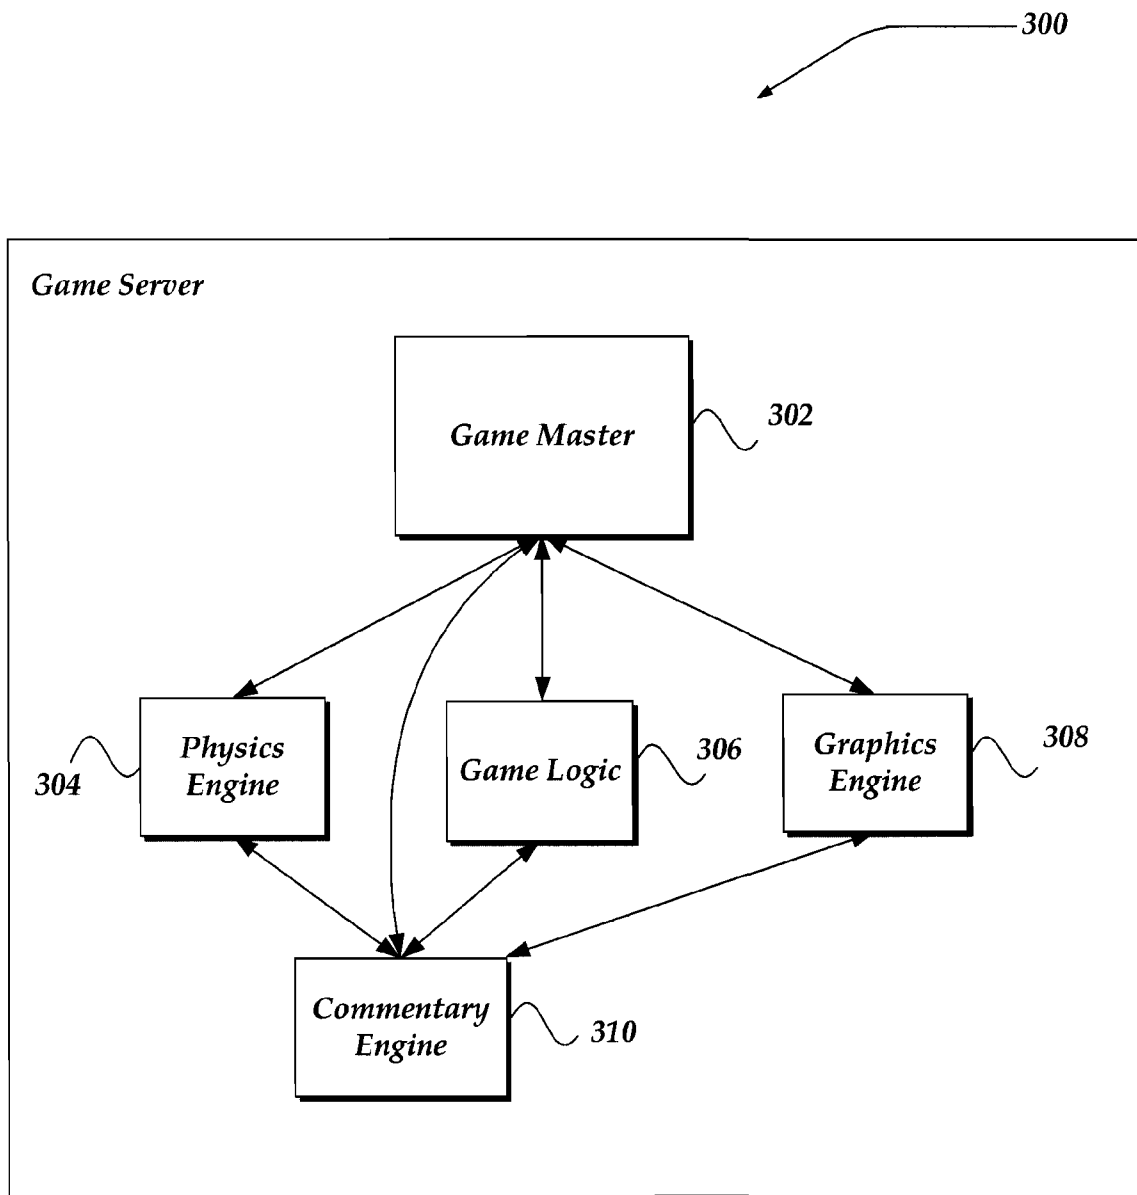 300
Game Server
Game Master
302
Physics
Engine
304
Game Logic
306
Graphics
Engine
308
Commentary
Engine
310